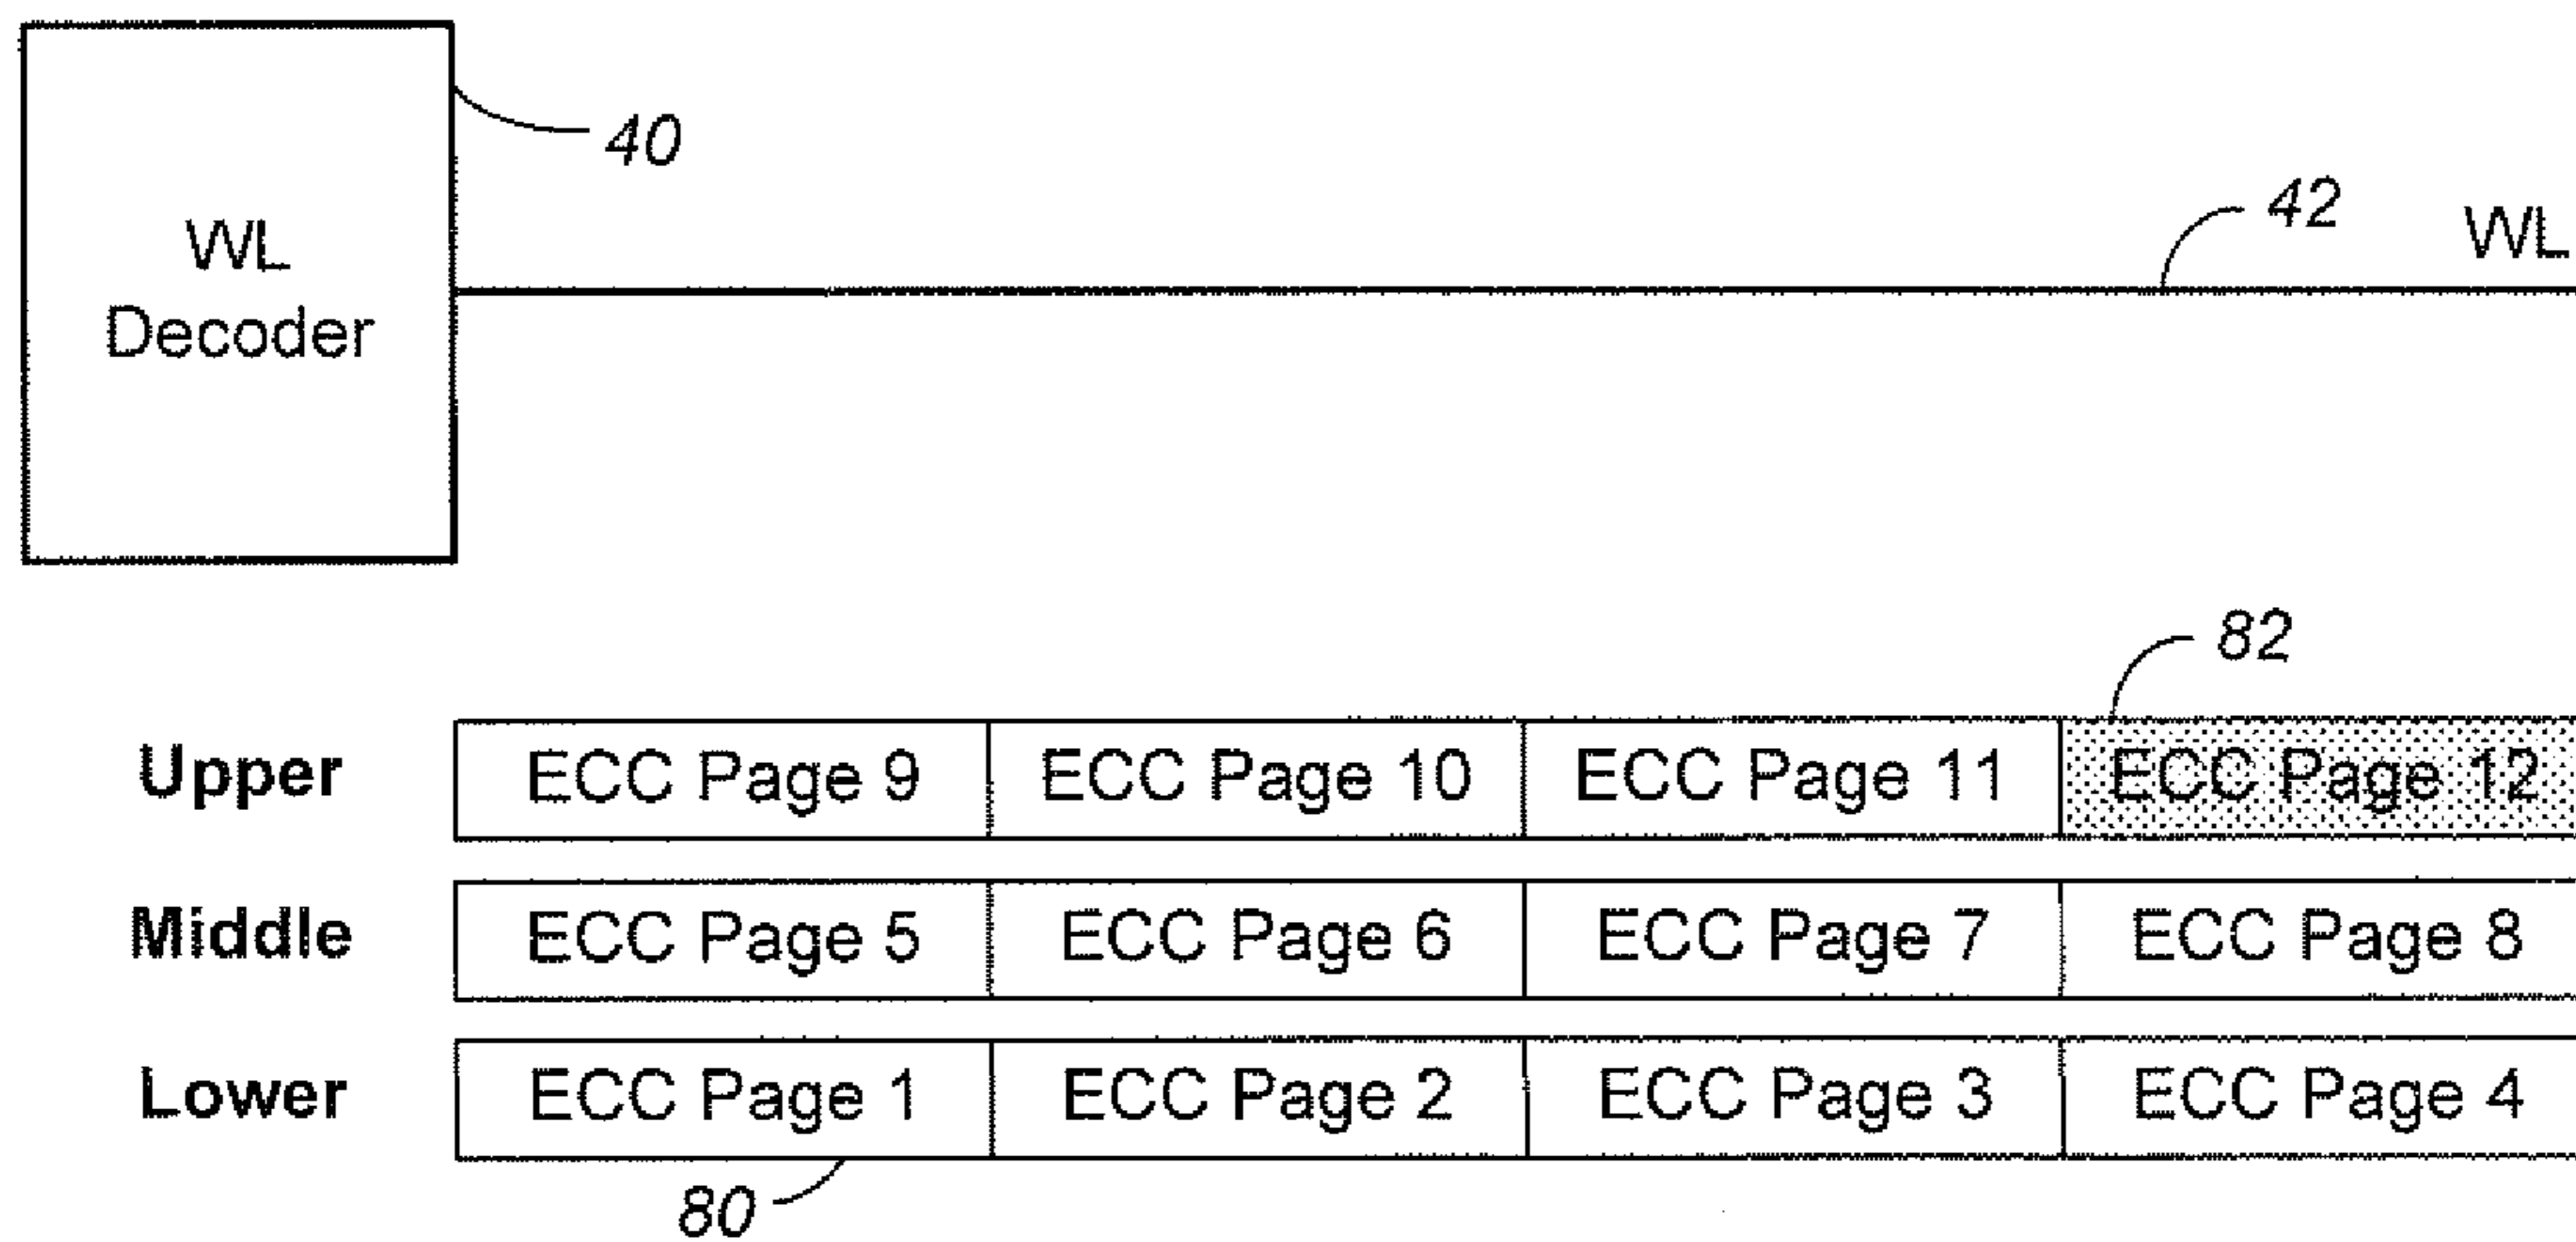 WL
Decoder
40
42
WL
82
Upper ECC Page 9 ECC Page 10 ECC Page 11 ECC Page 12
Middle ECC Page 5 ECC Page 6 ECC Page 7 ECC Page 8
Lower ECC Page 1 ECC Page 2 ECC Page 3 ECC Page 4
80